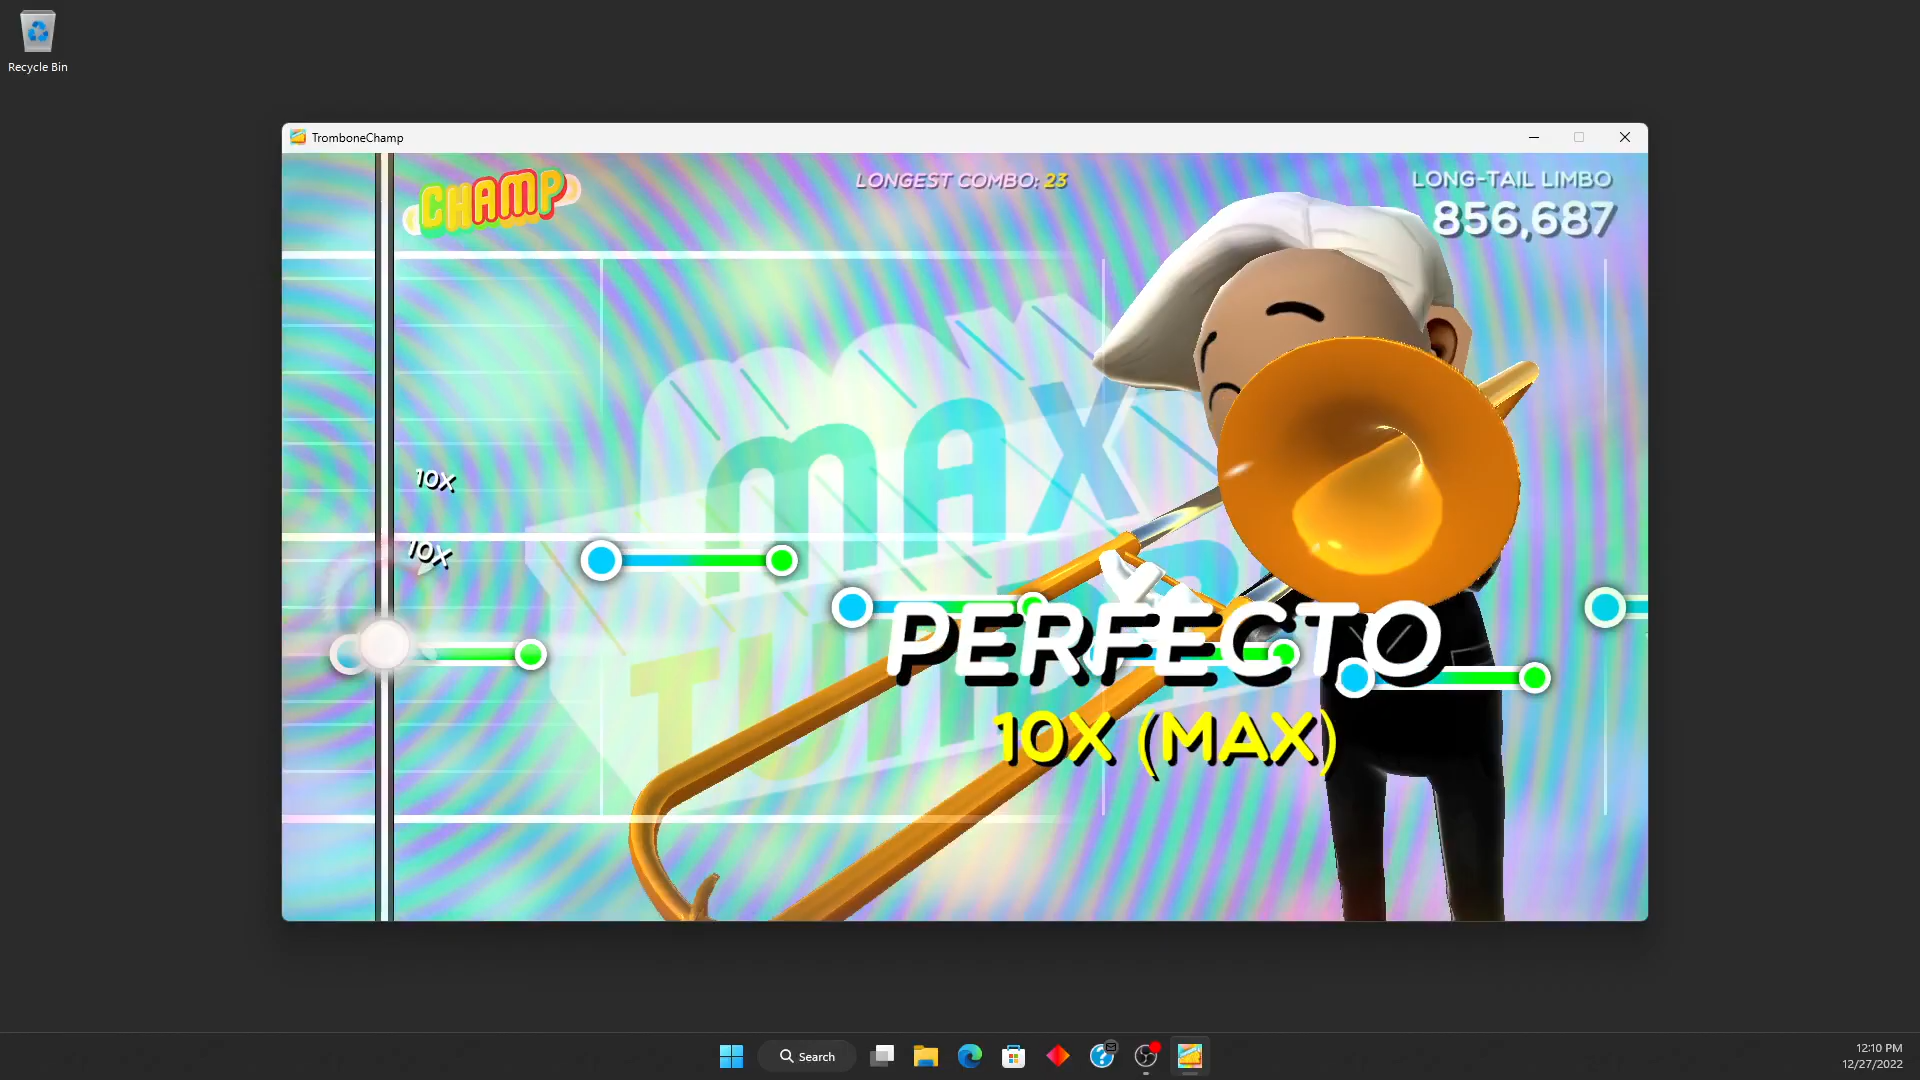 Recycle Bin
TromboneChamp
CHAMP
LONGEST COMBO: 23
LONG-TAIL LIMBO
856,687
MAX
10X
10X
PERFECTO
10X (MAX)
Search
12:10 PM
12/27/2022